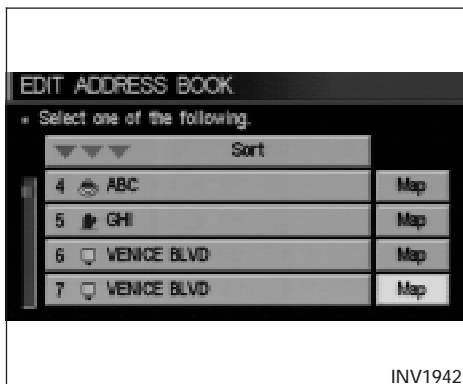 EDIT ADDRESS BOOK
Select one of the following.
Sort
4 ABC Map
5 GHI Map
6 VENICE BLVD Map
7 VENICE BLVD Map
INV1942